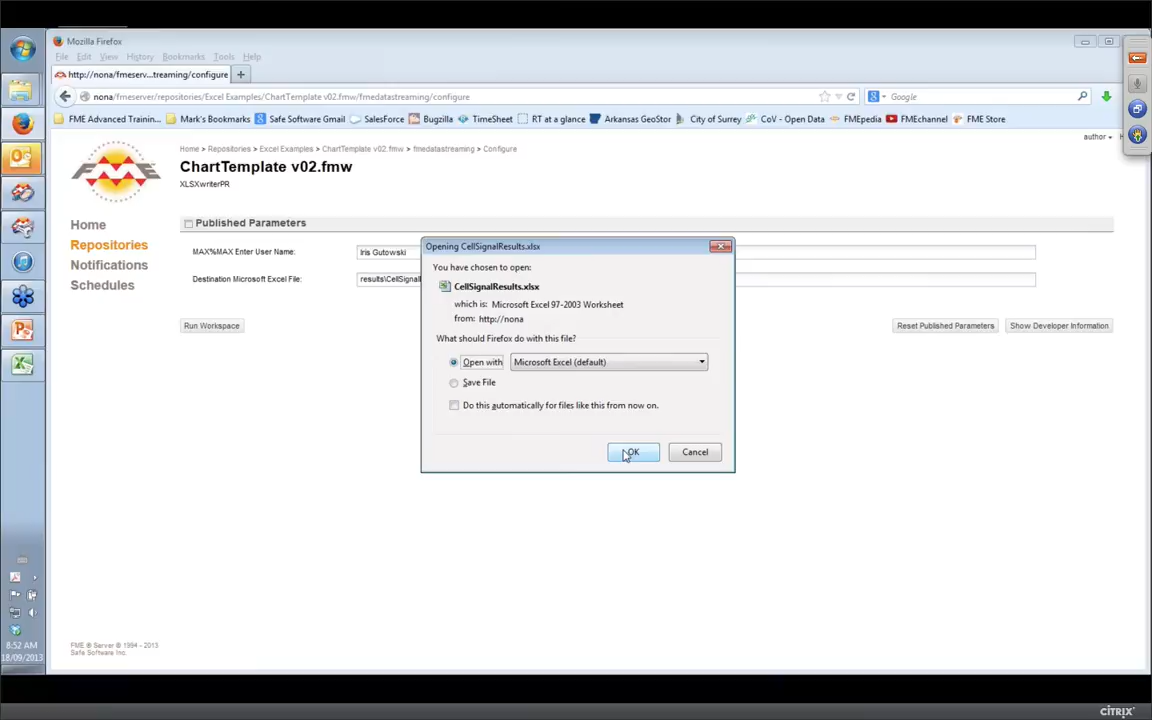 Mozilla Firefox
File Edit View History Bookmarks Tools Help
http://nona/fmeserv...treaming/configure
nona/fmeserver/repositories/Excel Examples/ChartTemplate v02.fmw/fmedatastreaming/configure
Google
FME Advanced Trainin... Mark's Bookmarks Safe Software Gmail SalesForce Bugzilla TimeSheet RT at a glance Arkansas GeoStor City of Surrey CoV - Open Data FMEpedia FMEchannel FME Store
author
Home > Repositories > Excel Examples > ChartTemplate v02.fmw > fmedatastreaming > Configure
FME
ChartTemplate v02.fmw
XLSXwriterPR
Home
Repositories
Notifications
Schedules
Published Parameters
MAX%MAX Enter User Name: Iris Gutowski
Destination Microsoft Excel File: results\CellSignal
Run Workspace
Reset Published Parameters
Show Developer Information
Opening CellSignalResults.xlsx
You have chosen to open:
CellSignalResults.xlsx
which is: Microsoft Excel 97-2003 Worksheet
from: http://nona
What should Firefox do with this file?
Open with Microsoft Excel (default)
Save File
Do this automatically for files like this from now on.
OK Cancel
FME ® Server © 1994 - 2013
Safe Software Inc.
8:52 AM
18/09/2013
CITRIX